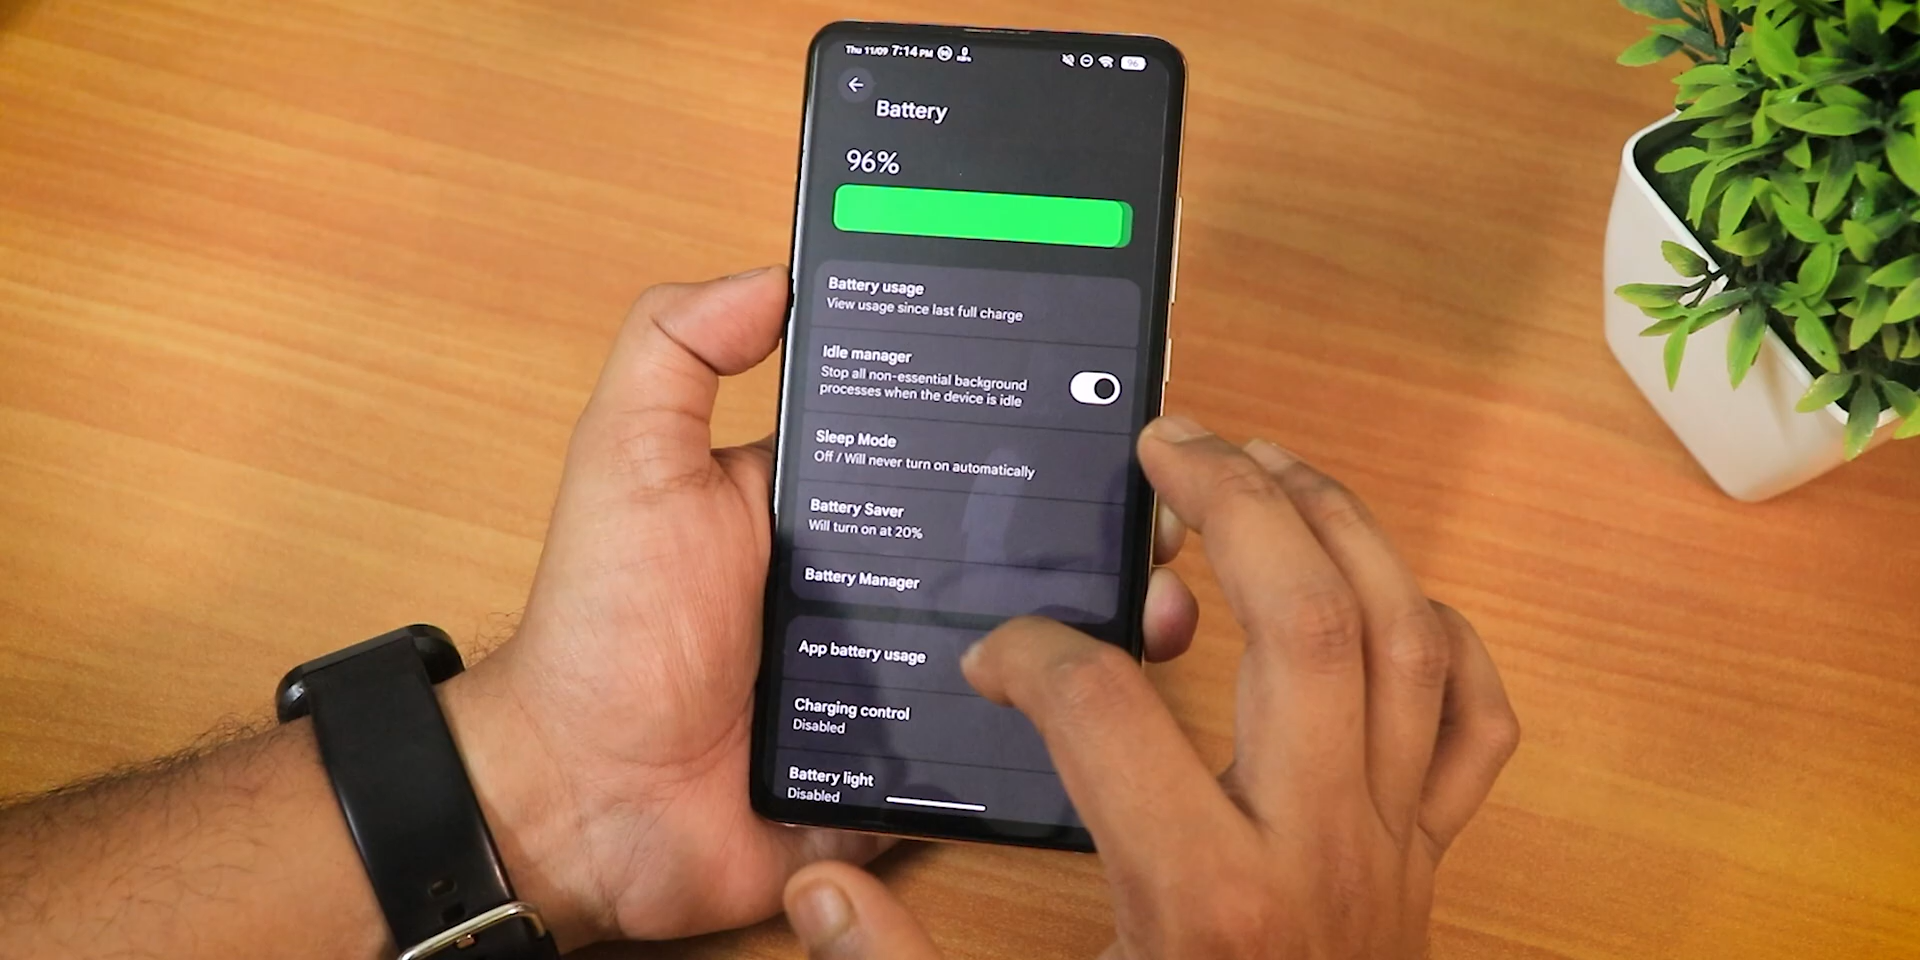 Thu 11/09 7:14 PM 0
96
Battery
96%
Battery usage
View usage since last full charge
Idle manager
Stop all non-essential background
processes when the device is idle
Sleep Mode
Off / Will never turn on automatically
Battery Saver
Will turn on at 20%
Battery Manager
App battery usage
Charging control
Disabled
Battery light
Disabled